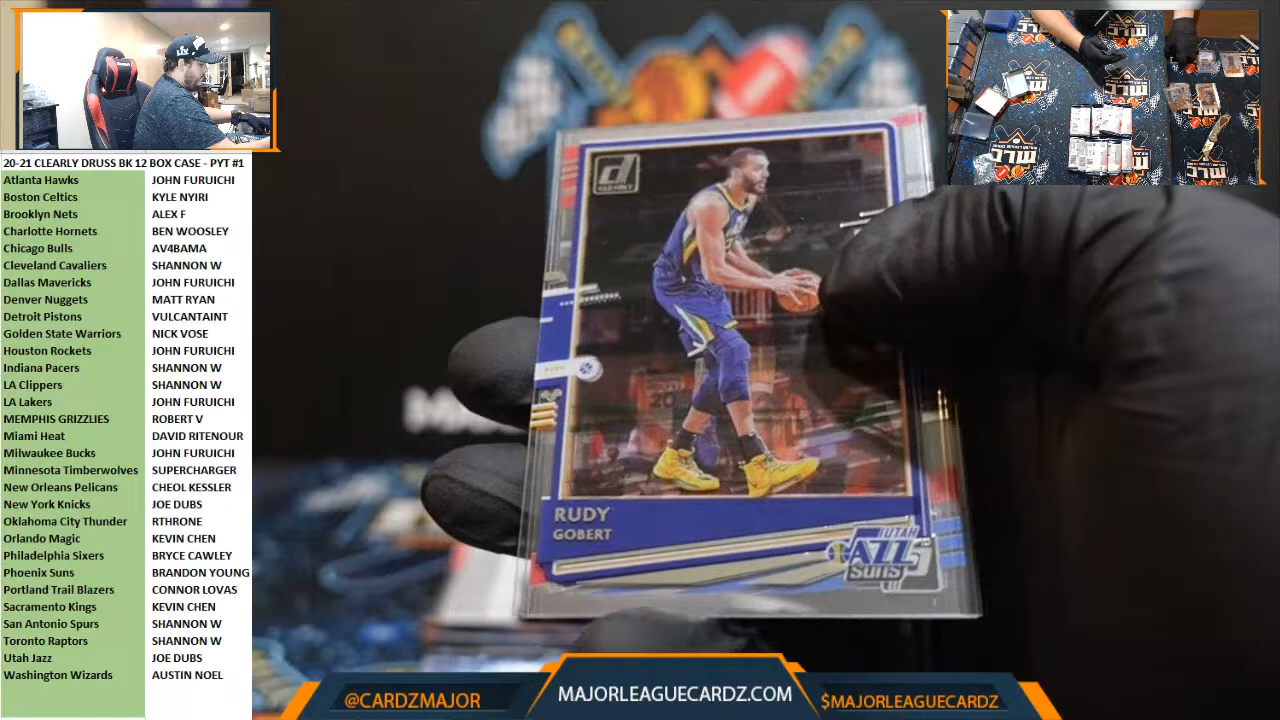 20-21 CLEARLY DRUSS BK 12 BOX CASE - PYT #1
Atlanta Hawks JOHN FURUICHI
Boston Celtics KYLE NYIRI
Brooklyn Nets ALEX F
Charlotte Hornets BEN WOOSLEY
Chicago Bulls AV4BAMA
Cleveland Cavaliers SHANNON W
Dallas Mavericks JOHN FURUICHI
Denver Nuggets MATT RYAN
Detroit Pistons VULCANTAINT
Golden State Warriors NICK VOSE
Houston Rockets JOHN FURUICHI
Indiana Pacers SHANNON W
LA Clippers SHANNON W
LA Lakers JOHN FURUICHI
MEMPHIS GRIZZLIES ROBERT V
Miami Heat DAVID RITENOUR
Milwaukee Bucks JOHN FURUICHI
Minnesota Timberwolves SUPERCHARGER
New Orleans Pelicans CHEOL KESSLER
New York Knicks JOE DUBS
Oklahoma City Thunder RTHRONE
Orlando Magic KEVIN CHEN
Philadelphia Sixers BRYCE CAWLEY
Phoenix Suns BRANDON YOUNG
Portland Trail Blazers CONNOR LOVAS
Sacramento Kings KEVIN CHEN
San Antonio Spurs SHANNON W
Toronto Raptors SHANNON W
Utah Jazz JOE DUBS
Washington Wizards AUSTIN NOEL
RUDY
GOBERT
UTAH
JAZZ
SUNS
@CARDZMAJOR
MAJORLEAGUECARDZ.COM
$MAJORLEAGUECARDZ